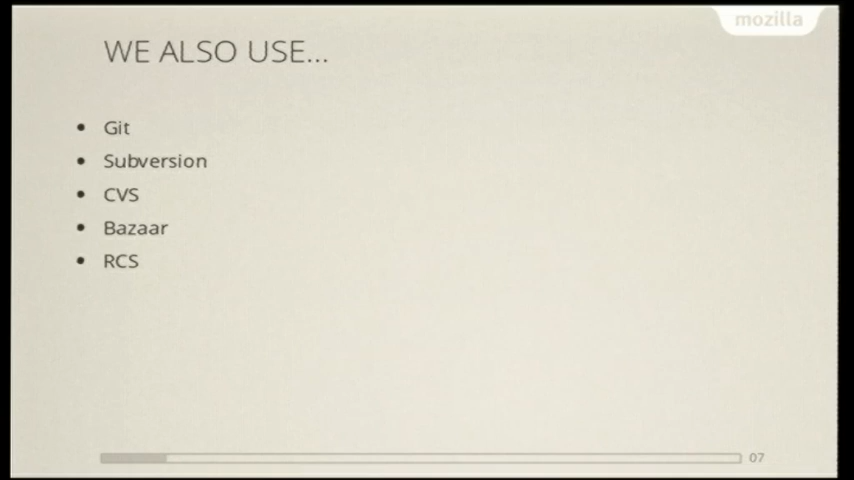 mozilla
WE ALSO USE...
Git
Subversion
CVS
Bazaar
RCS
07